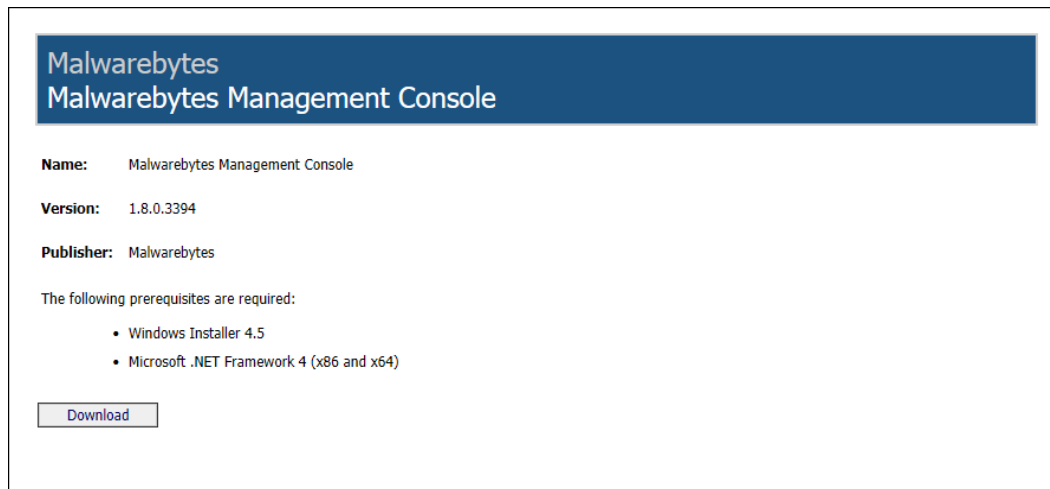 Malwarebytes
Malwarebytes Management Console
Name: Malwarebytes Management Console
Version: 1.8.0.3394
Publisher: Malwarebytes
The following prerequisites are required:
• Windows Installer 4.5
• Microsoft .NET Framework 4 (x86 and x64)
Download